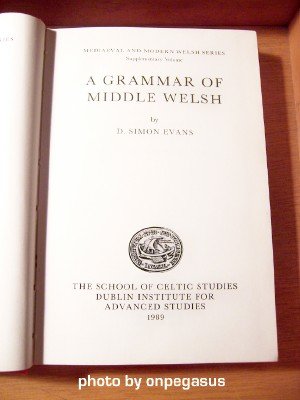 MEDIAEVAL AND MODERN WELSH SERIES
Supplementary Volume
A GRAMMAR OF
MIDDLE WELSH
by
D. SIMON EVANS
THE SCHOOL OF CELTIC STUDIES
DUBLIN INSTITUTE FOR
ADVANCED STUDIES
1989
photo by onpegasus